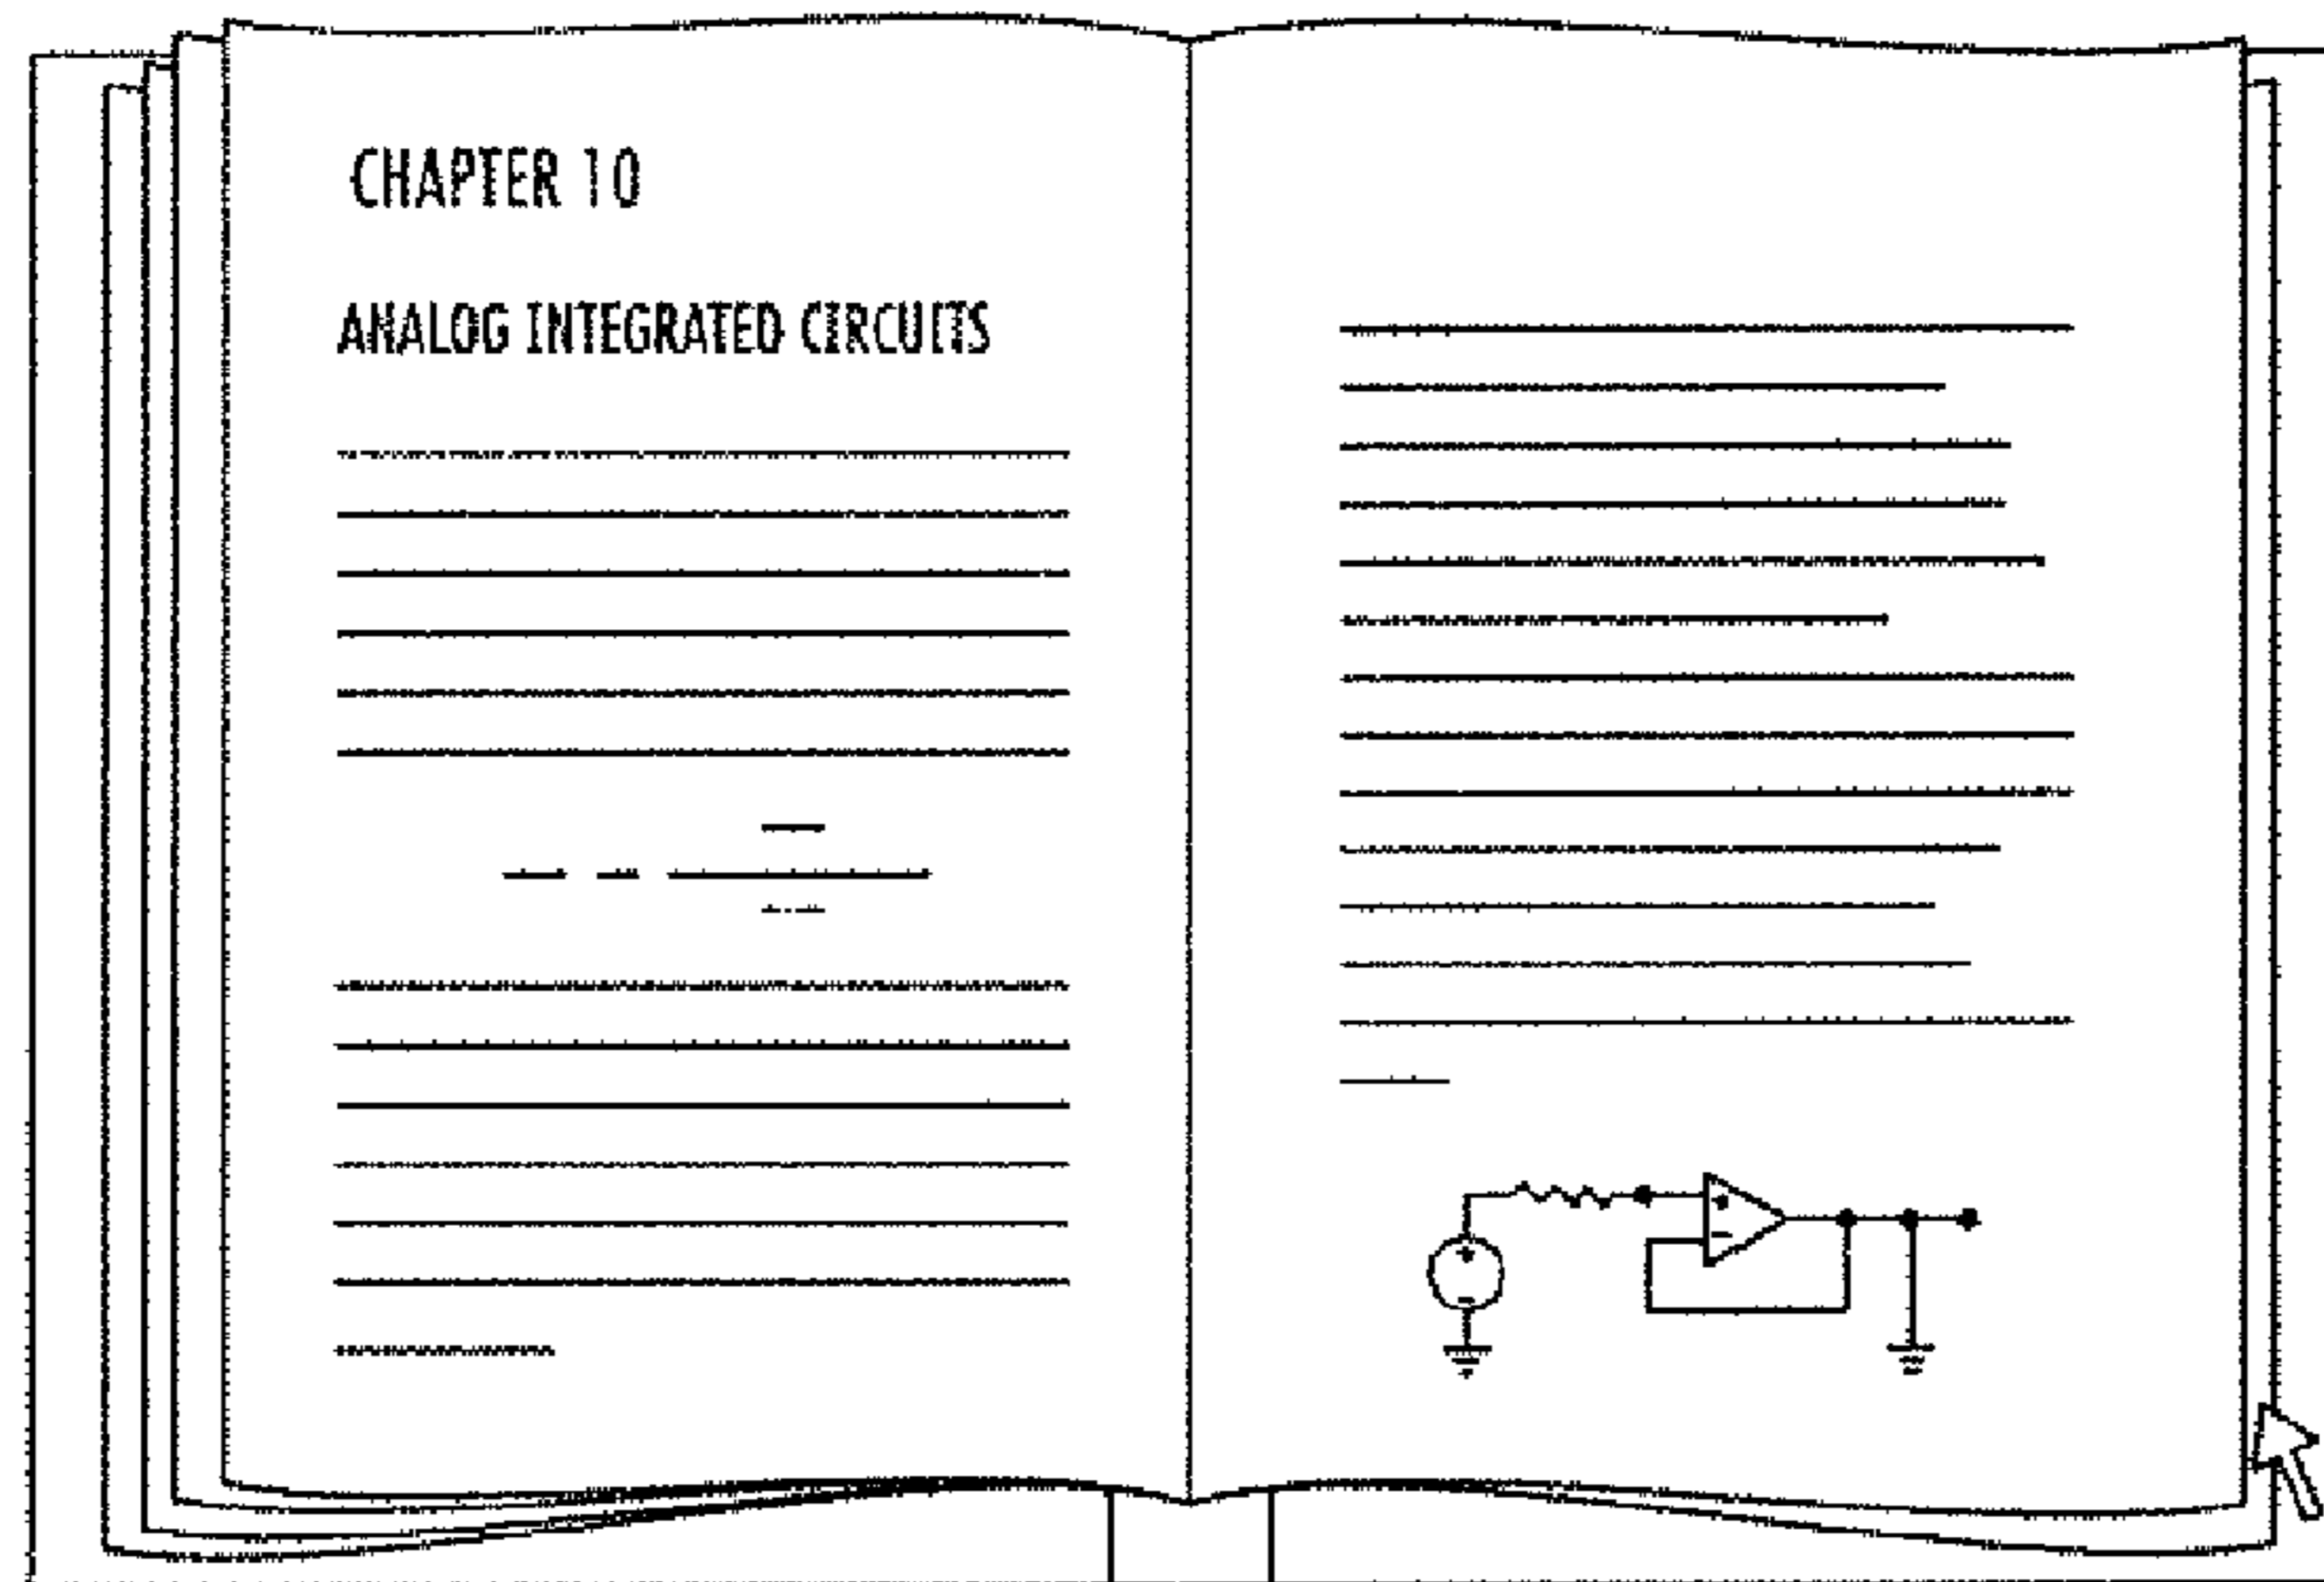 CHAPTER 10
ANALOG INTEGRATED CIRCUITS
+
-
+
-